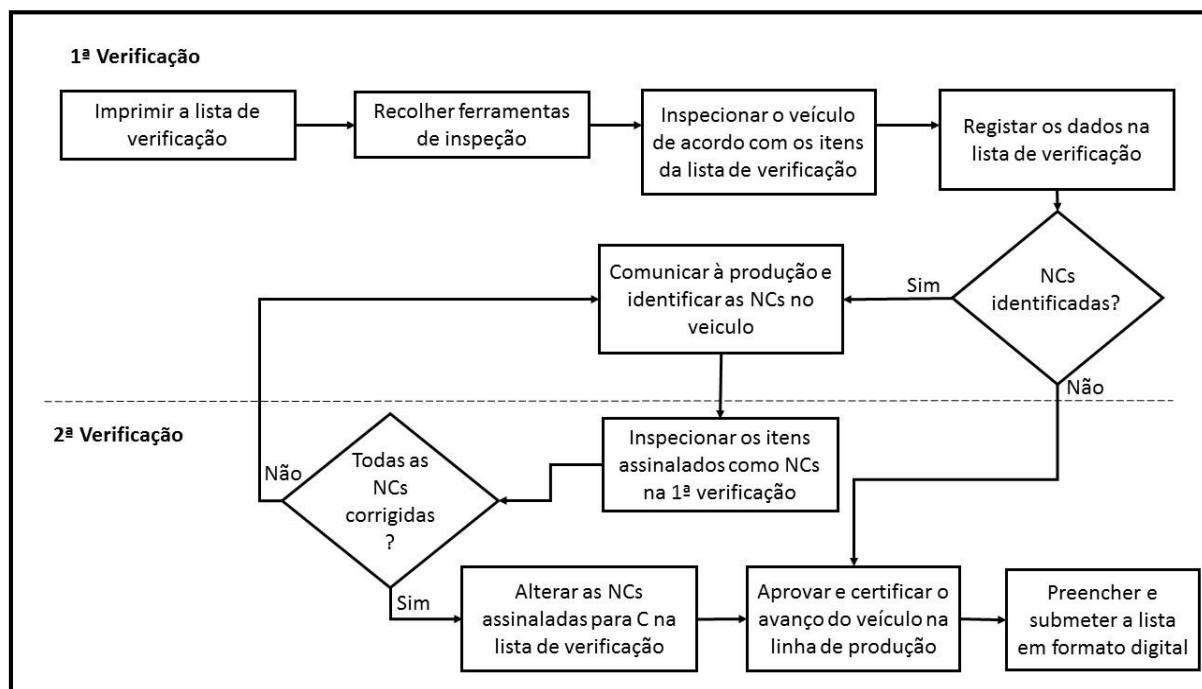 1ª Verificação
Imprimir a lista de
verificação
Recolher ferramentas
de inspeção
Inspecionar o veículo
de acordo com os itens
da lista de verificação
Registar os dados na
lista de verificação
NCs
identificadas?
Sim
Comunicar à produção e
identificar as NCs no
veiculo
Não
2ª Verificação
Inspecionar os itens
assinalados como NCs
na 1ª verificação
Todas as
NCs
corrigidas
?
Não
Sim
Alterar as NCs
assinaladas para C na
lista de verificação
Aprovar e certificar o
avanço do veículo na
linha de produção
Preencher e
submeter a lista
em formato digital